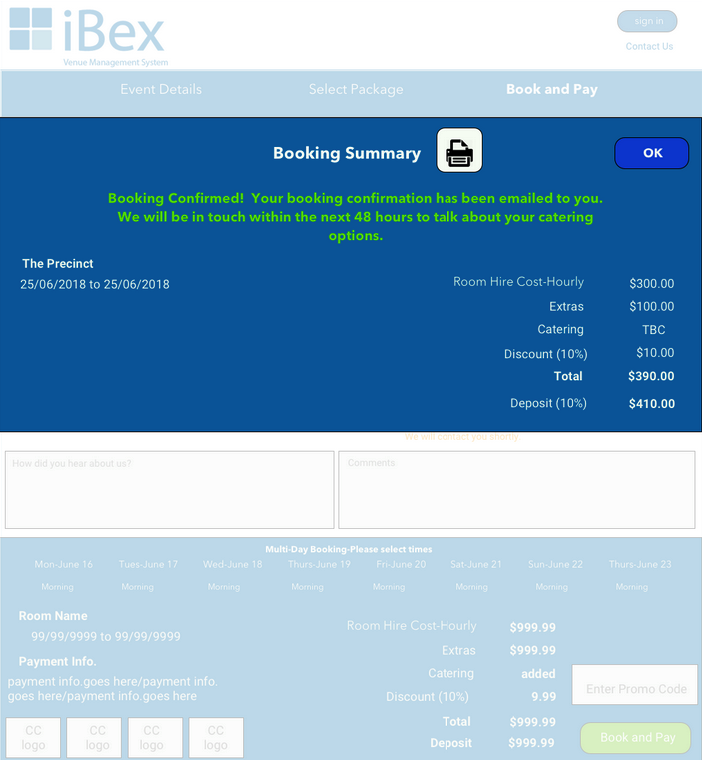 iBex
Venue Management System
sign in
Contact Us
Event Details Select Package Book and Pay
Booking Summary
OK
Booking Confirmed! Your booking confirmation has been emailed to you.
We will be in touch within the next 48 hours to talk about your catering
options.
The Precinct
25/06/2018 to 25/06/2018
Room Hire Cost-Hourly $300.00
Extras $100.00
Catering TBC
Discount (10%) $10.00
Total $390.00
Deposit (10%) $410.00
We will contact you shortly
How did you hear about us?
Comments
Multi-Day Booking-Please select times
Mon-June 16 Tues-June 17 Wed-June 18 Thurs-June 19 Fri-June 20 Sat-June 21 Sun-June 22 Thurs-June 23
Morning Morning Morning Morning Morning Morning Morning Morning
Room Name
99/99/9999 to 99/99/9999
Payment Info.
payment info.goes here/payment info.
goes here/payment info.goes here
CC
logo
CC
logo
CC
logo
CC
logo
Room Hire Cost-Hourly $999.99
Extras $999.99
Catering added
Discount (10%) 9.99
Total $999.99
Deposit $999.99
Enter Promo Code
Book and Pay